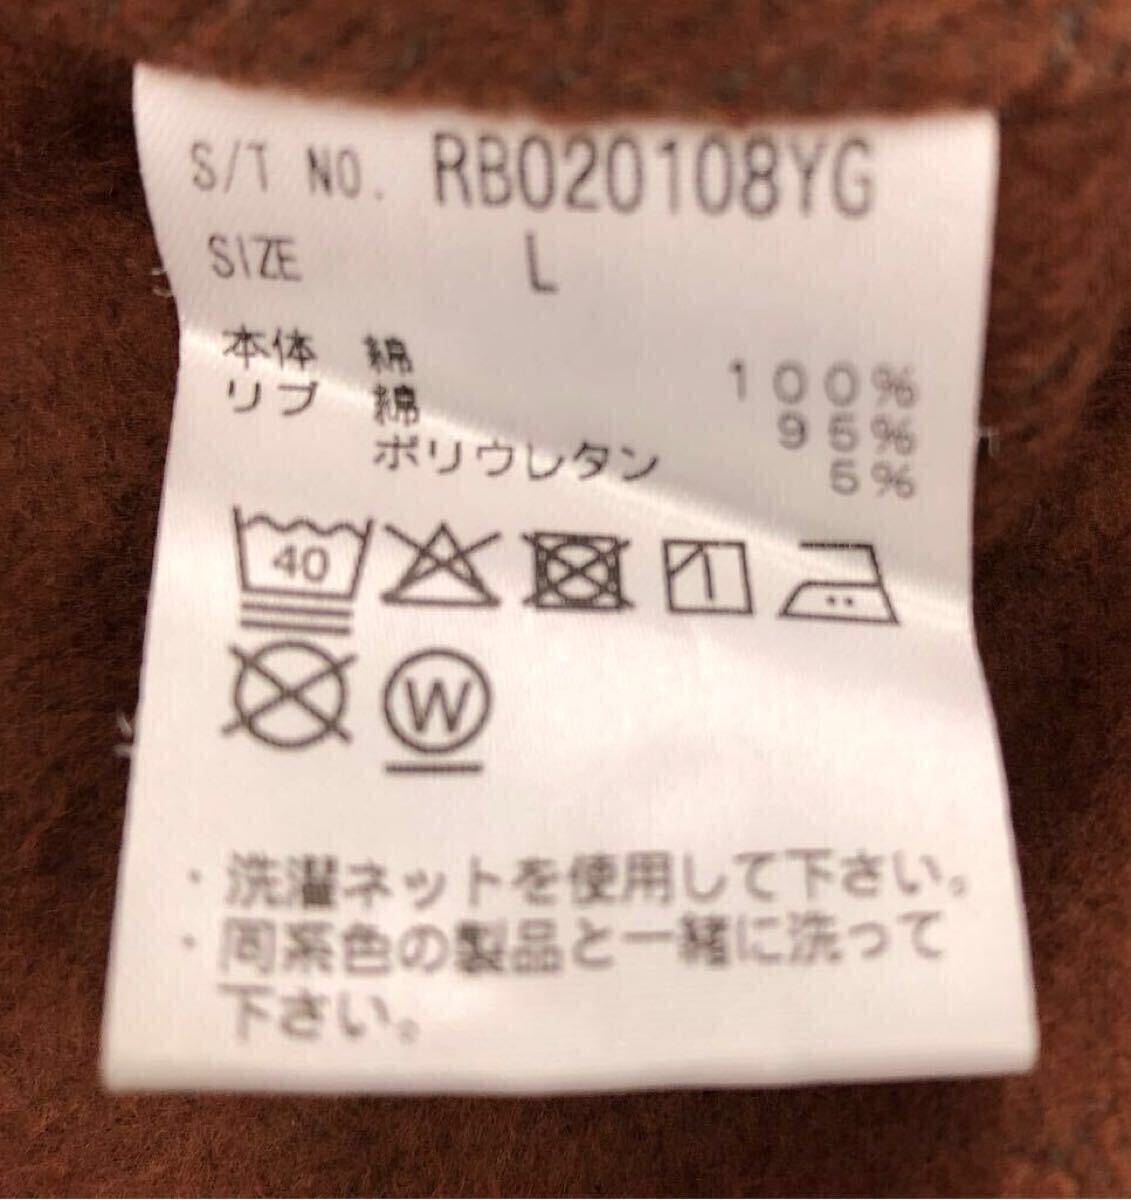 S/T NO. RB020108YG
SIZE L
本体 綿 100%
リブ 綿 95%
ポリウレタン 5%
40
W
・洗濯ネットを使用して下さい。
・同系色の製品と一緒に洗って
下さい。